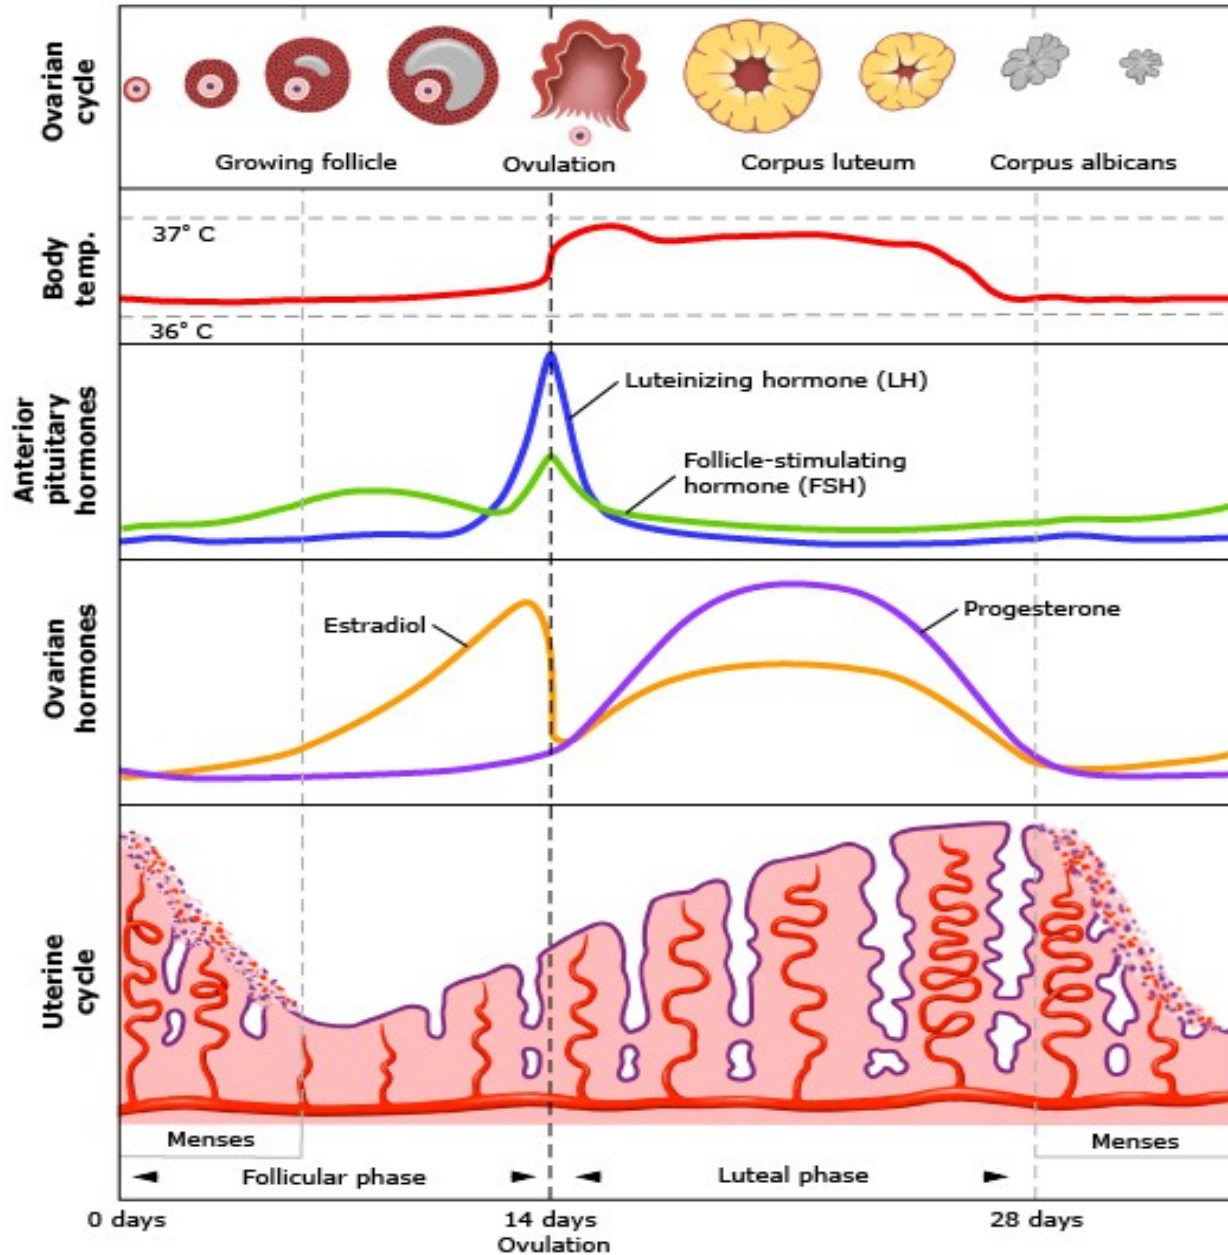 Ovarian
cycle
Growing follicle
Ovulation
Corpus luteum
Corpus albicans
Body
temp.
37° C
36° C
Anterior
pituitary
hormones
Luteinizing hormone (LH)
Follicle-stimulating
hormone (FSH)
Ovarian
hormones
Estradiol
Progesterone
Uterine
cycle
Menses
Menses
Follicular phase
Luteal phase
0 days
14 days
Ovulation
28 days